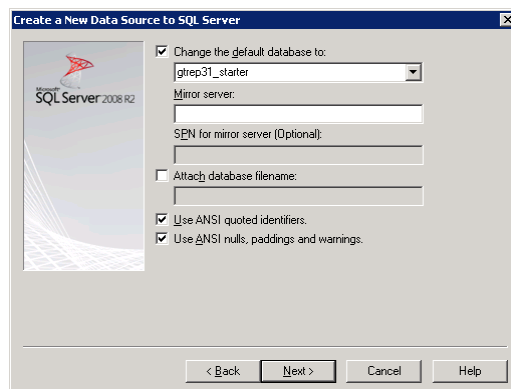 Create a New Data Source to SQL Server
Change the default database to:
gtrep31_starter
Mirror server:
SPN for mirror server (Optional):
Attach database filename:
Use ANSI quoted identifiers.
Use ANSI nulls, paddings and warnings.
Microsoft
SQL Server 2008 R2
< Back
Next >
Cancel
Help